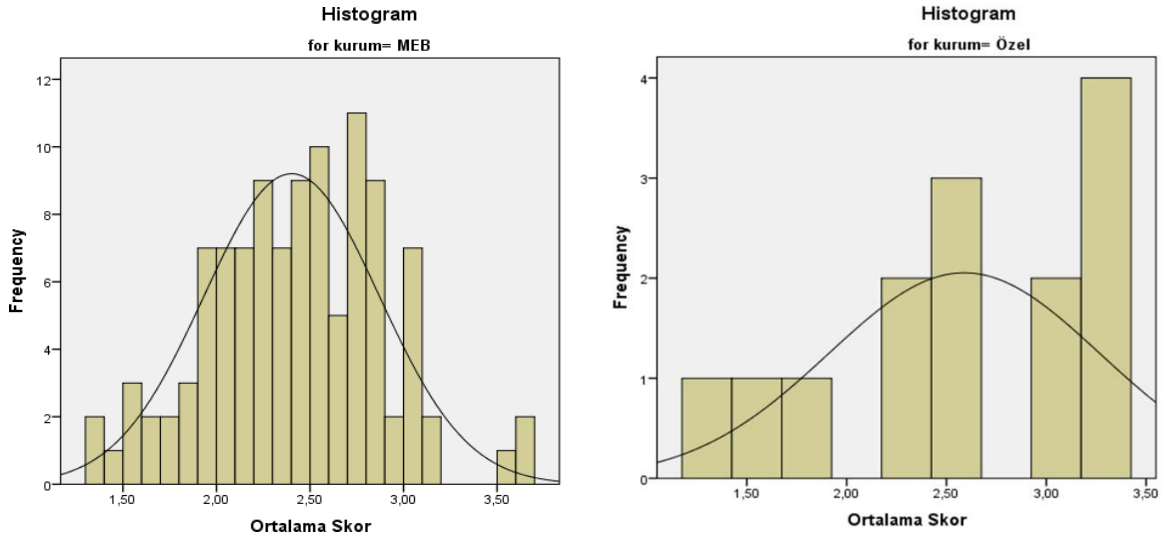 Histogram
for kurum= MEB
12
10
8
6
4
2
0
Frequency
1,50 2,00 2,50 3,00 3,50
Ortalama Skor
Histogram
for kurum= Özel
4
3
2
1
0
Frequency
1,50 2,00 2,50 3,00 3,50
Ortalama Skor